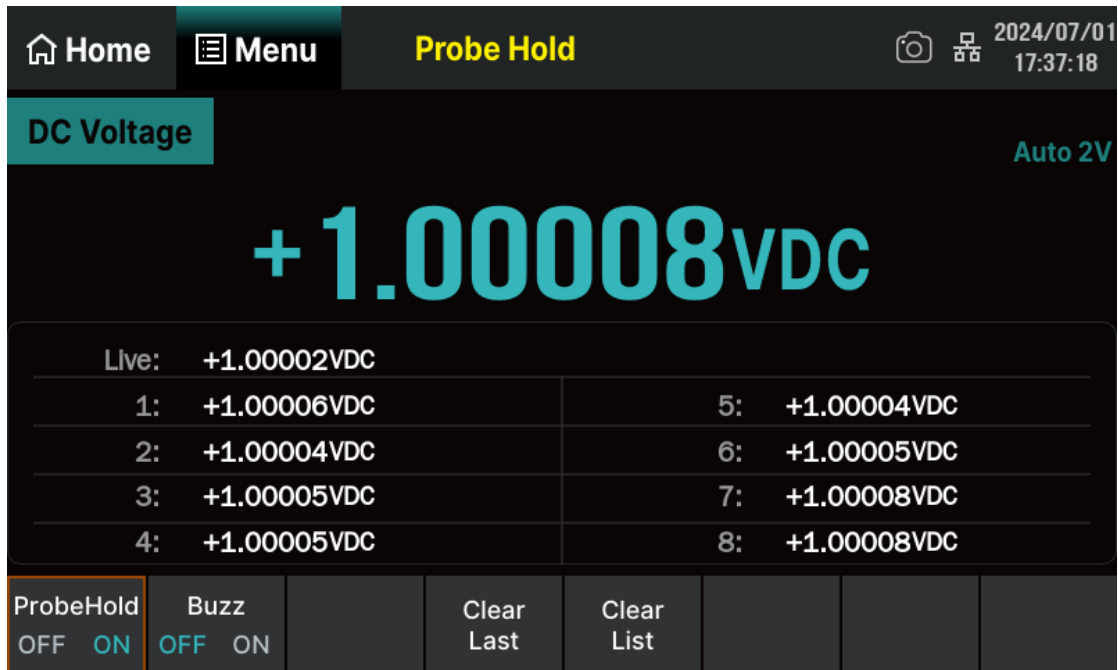 Home Menu Probe Hold 2024/07/01
17:37:18
DC Voltage
Auto 2V
+1.00008VDC
Live: +1.00002VDC
1: +1.00006VDC 5: +1.00004VDC
2: +1.00004VDC 6: +1.00005VDC
3: +1.00005VDC 7: +1.00008VDC
4: +1.00005VDC 8: +1.00008VDC
ProbeHold Buzz Clear Clear
OFF ON OFF ON Last List